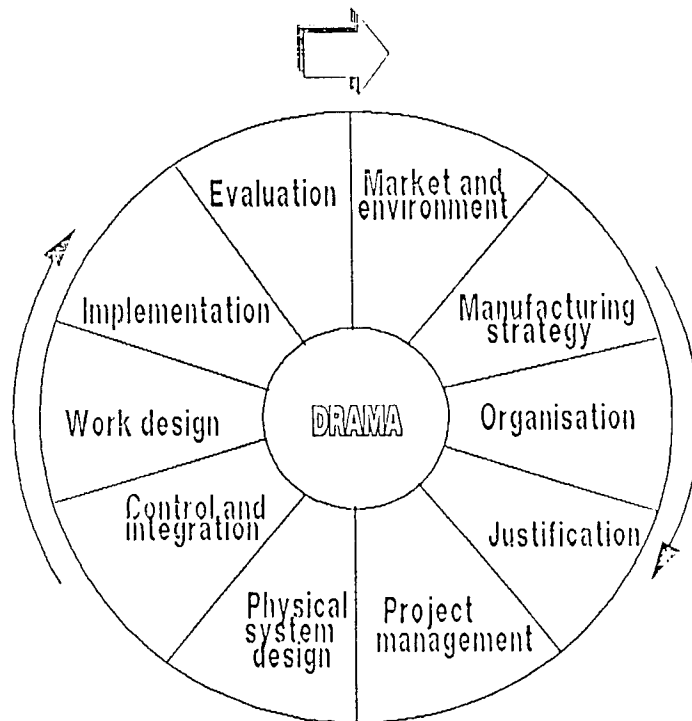 Evaluation
Market and
environment
Manufacturing
strategy
Organisation
Justification
Project
management
Physical
system
design
Control and
integration
Work design
Implementation
DRAMA